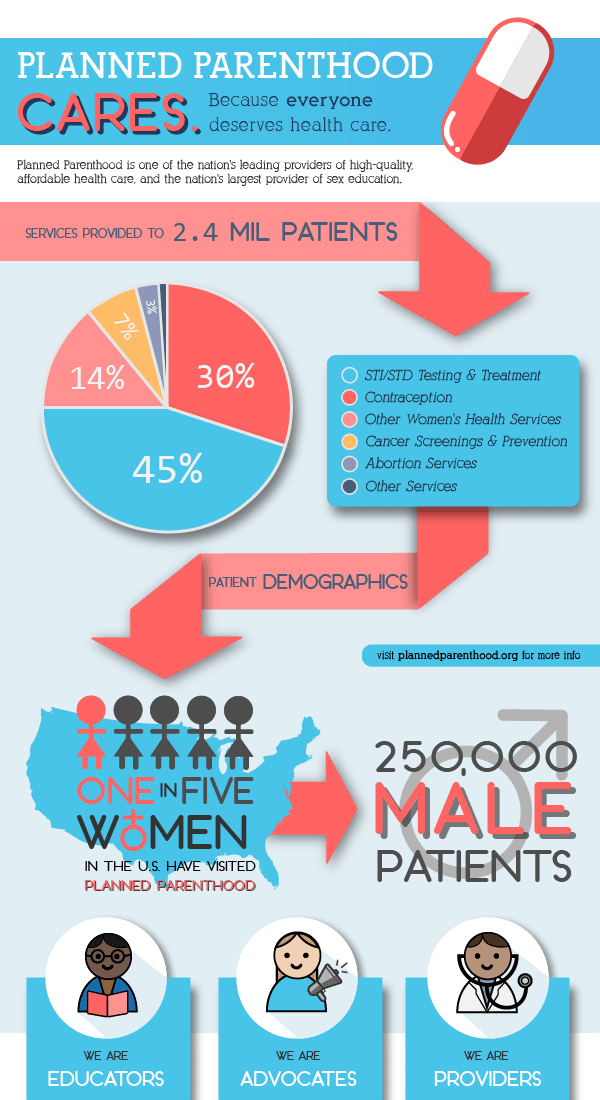 PLANNED PARENTHOOD
CARES. Because everyone
deserves health care.
Planned Parenthood is one of the nation's leading providers of high-quality,
affordable health care, and the nation's largest provider of sex education.
SERVICES PROVIDED TO 2.4 MIL PATIENTS
3%
7%
14%
30%
45%
STI/STD Testing & Treatment
Contraception
Other Women's Health Services
Cancer Screenings & Prevention
Abortion Services
Other Services
PATIENT DEMOGRAPHICS
visit plannedparenthood.org for more info
ONE IN FIVE
WOMEN
IN THE U.S. HAVE VISITED
PLANNED PARENTHOOD
250,000
MALE
PATIENTS
WE ARE
EDUCATORS
WE ARE
ADVOCATES
WE ARE
PROVIDERS